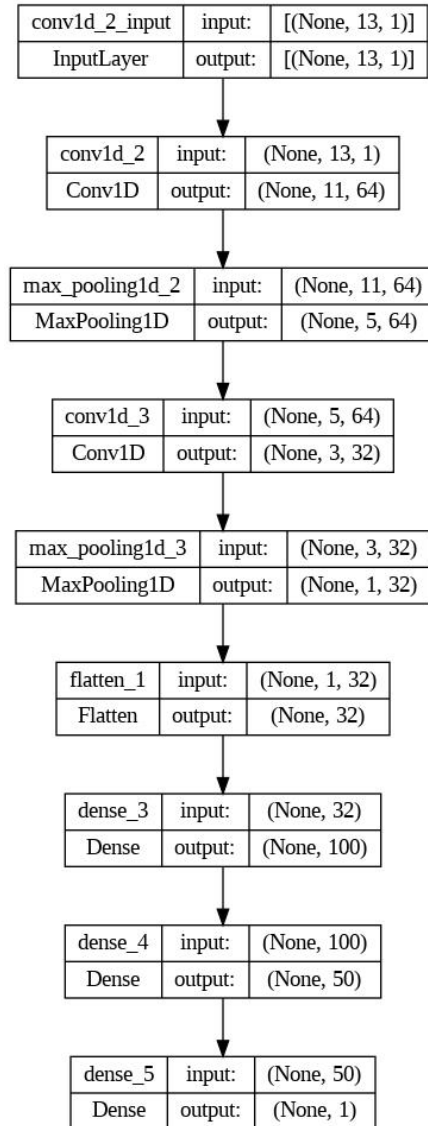 conv1d_2_input input: [(None, 13, 1)]
InputLayer output: [(None, 13, 1)]
conv1d_2 input: (None, 13, 1)
Conv1D output: (None, 11, 64)
max_pooling1d_2 input: (None, 11, 64)
MaxPooling1D output: (None, 5, 64)
conv1d_3 input: (None, 5, 64)
Conv1D output: (None, 3, 32)
max_pooling1d_3 input: (None, 3, 32)
MaxPooling1D output: (None, 1, 32)
flatten_1 input: (None, 1, 32)
Flatten output: (None, 32)
dense_3 input: (None, 32)
Dense output: (None, 100)
dense_4 input: (None, 100)
Dense output: (None, 50)
dense_5 input: (None, 50)
Dense output: (None, 1)